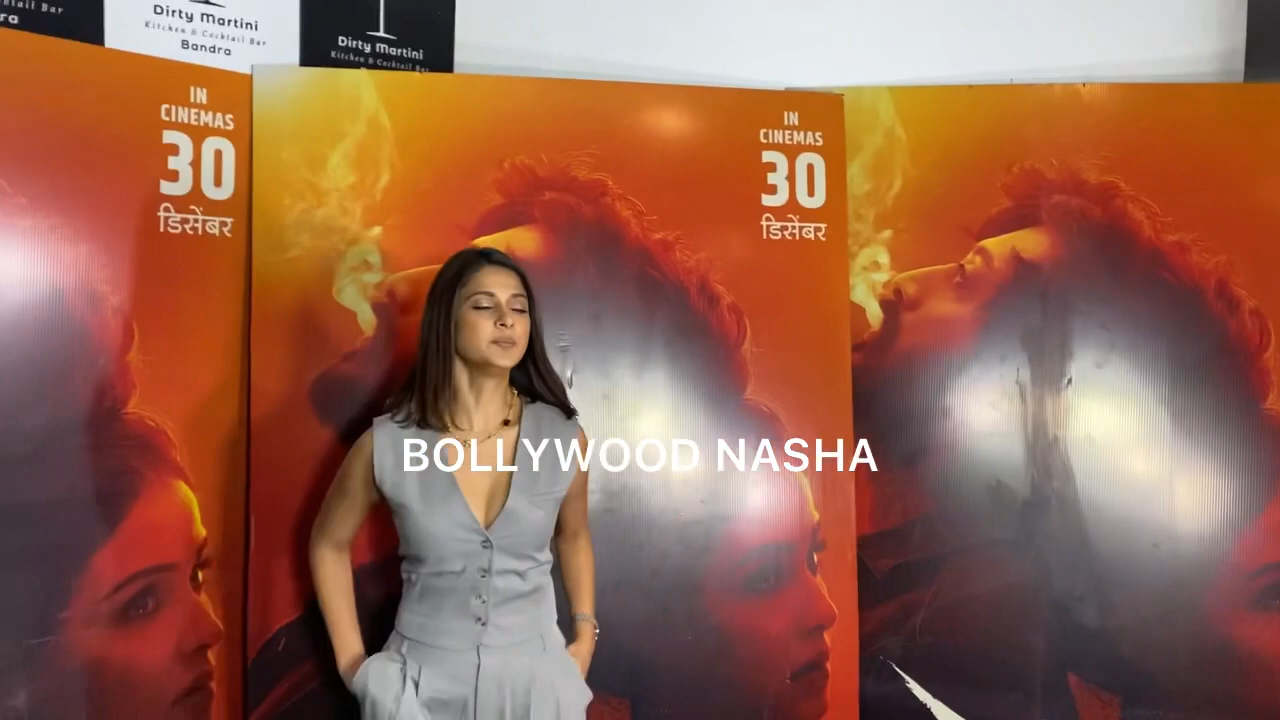 Dirty Martini
Kitchen & Cocktail Bar
Bandra
Dirty Martini
Kitchen & Cocktail Bar
IN
CINEMAS
30
डिसेंबर
IN
CINEMAS
30
डिसेंबर
BOLLYWOOD NASHA